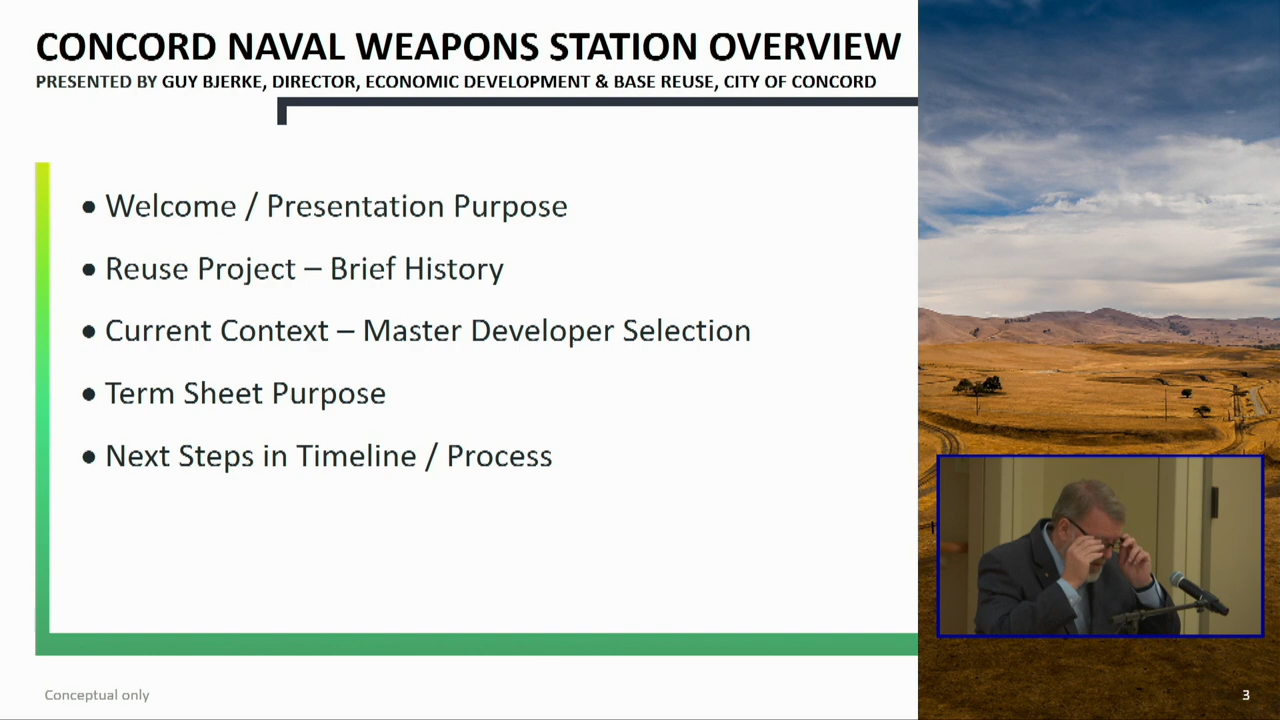 CONCORD NAVAL WEAPONS STATION OVERVIEW
PRESENTED BY GUY BJERKE, DIRECTOR, ECONOMIC DEVELOPMENT & BASE REUSE, CITY OF CONCORD
• Welcome / Presentation Purpose
• Reuse Project – Brief History
• Current Context – Master Developer Selection
• Term Sheet Purpose
• Next Steps in Timeline / Process
Conceptual only
3